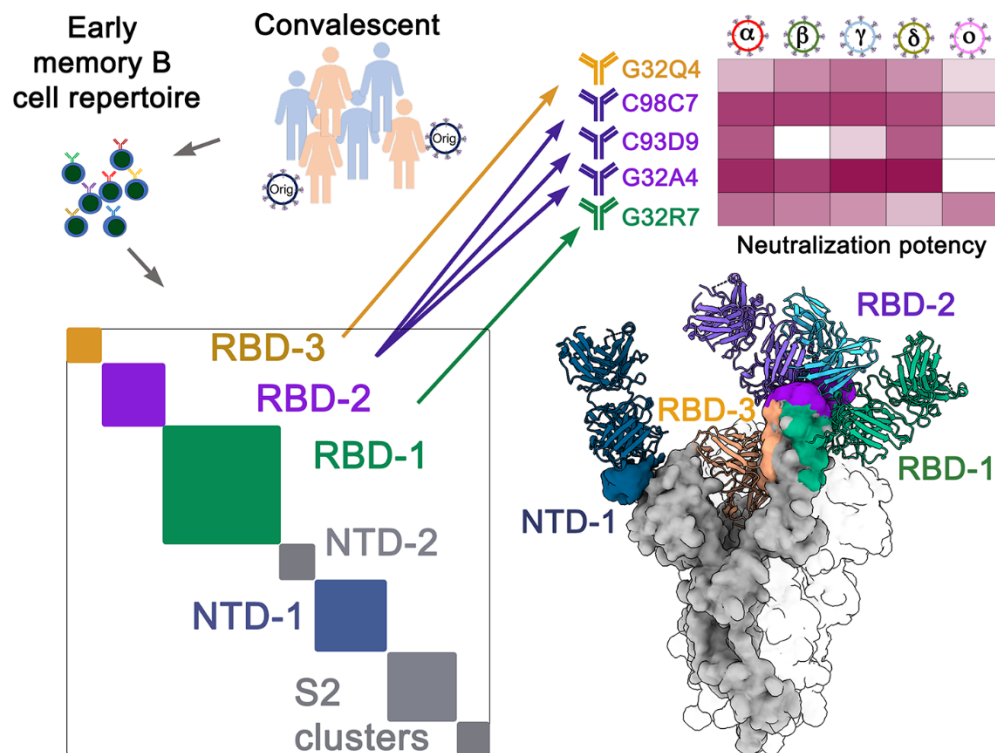 Early
memory B
cell repertoire
Convalescent
Orig
Orig
α β γ δ ο
G32Q4
C98C7
C93D9
G32A4
G32R7
Neutralization potency
RBD-3
RBD-2
RBD-1
NTD-2
NTD-1
S2
clusters
RBD-2
RBD-3
RBD-1
NTD-1